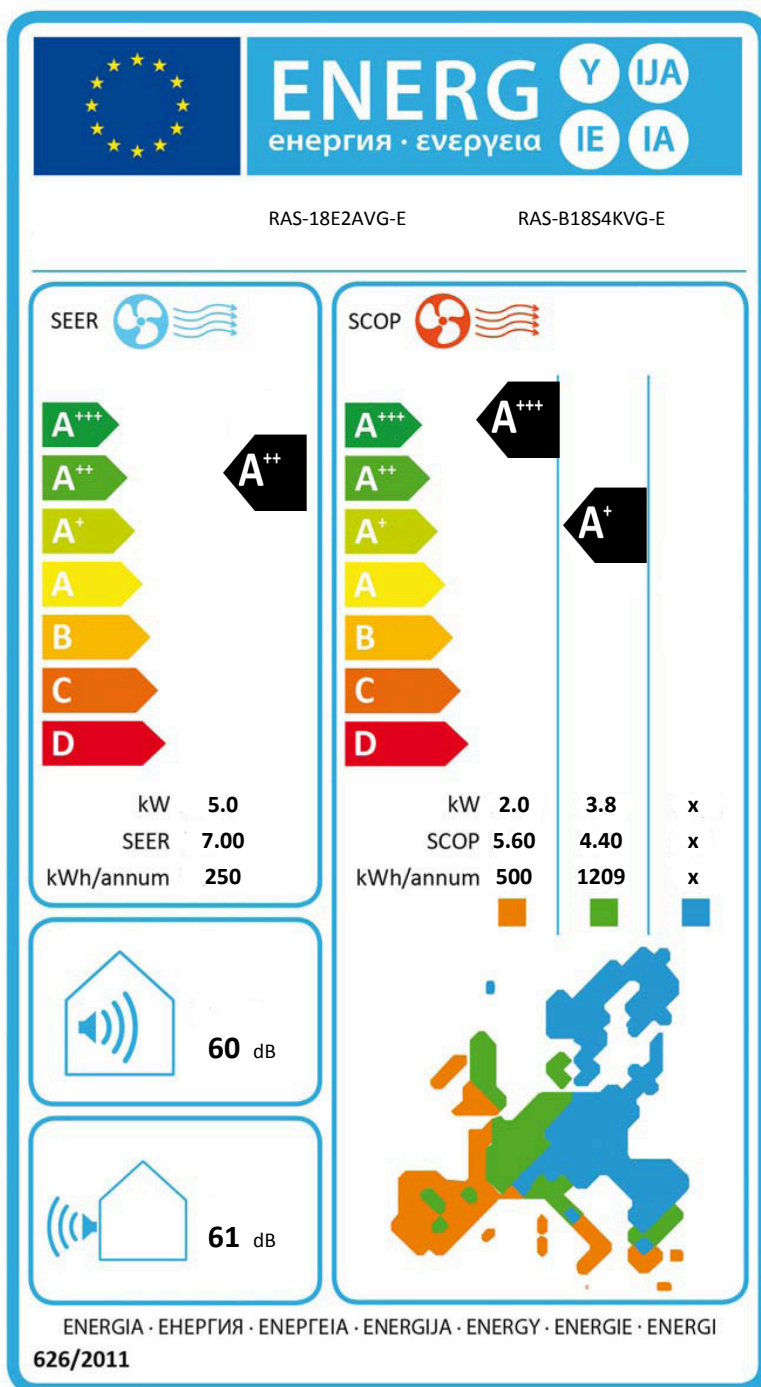 ENERG Y IJA
енергия · ενεργεια IE IA
RAS-18E2AVG-E RAS-B18S4KVG-E
SEER
A+++
A++
A+
A
B
C
D
A++
kW 5.0
SEER 7.00
kWh/annum 250
SCOP
A+++
A++
A+
A
B
C
D
A+++
A+
kW 2.0 3.8 x
SCOP 5.60 4.40 x
kWh/annum 500 1209 x
60 dB
61 dB
ENERGIA · ЕНЕРГИЯ · ΕΝΕΡΓΕΙΑ · ENERGIJA · ENERGY · ENERGIE · ENERGI
626/2011